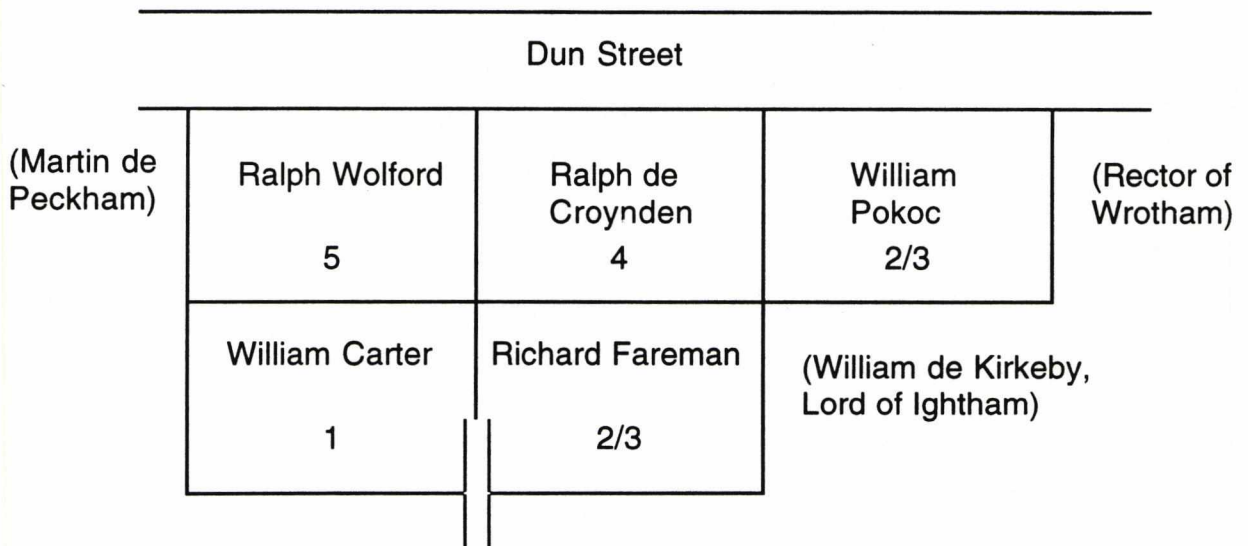 Dun Street
(Martin de
Peckham)
Ralph Wolford
5
Ralph de
Croynden
4
William
Pokoc
2/3
(Rector of
Wrotham)
William Carter
1
Richard Fareman
2/3
(William de Kirkeby,
Lord of Ightham)